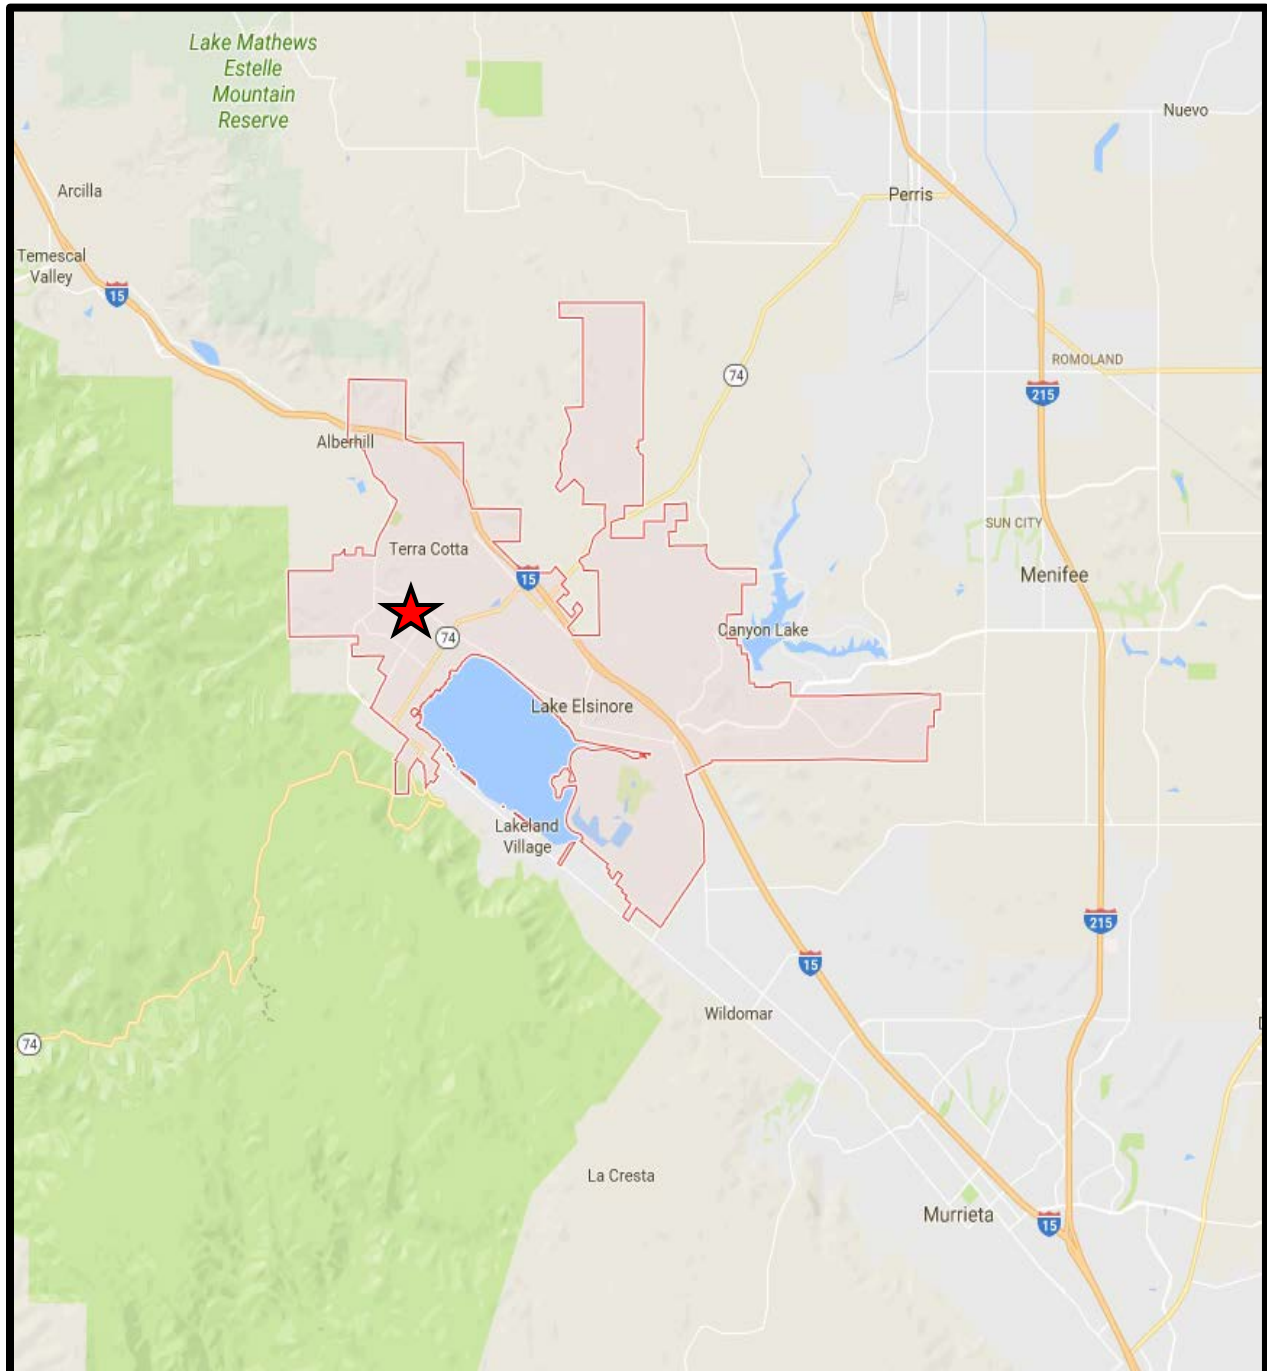 Lake Mathews
Estelle
Mountain
Reserve
Nuevo
Arcilla
Perris
Temescal
Valley
15
ROMOLAND
74
215
Alberhill
SUN CITY
Terra Cotta
Menifee
15
Canyon Lake
74
Lake Elsinore
Lakeland
Village
215
15
Wildomar
74
La Cresta
Murrieta
15